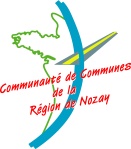 Communauté de Communes
de la
Région de Nozay